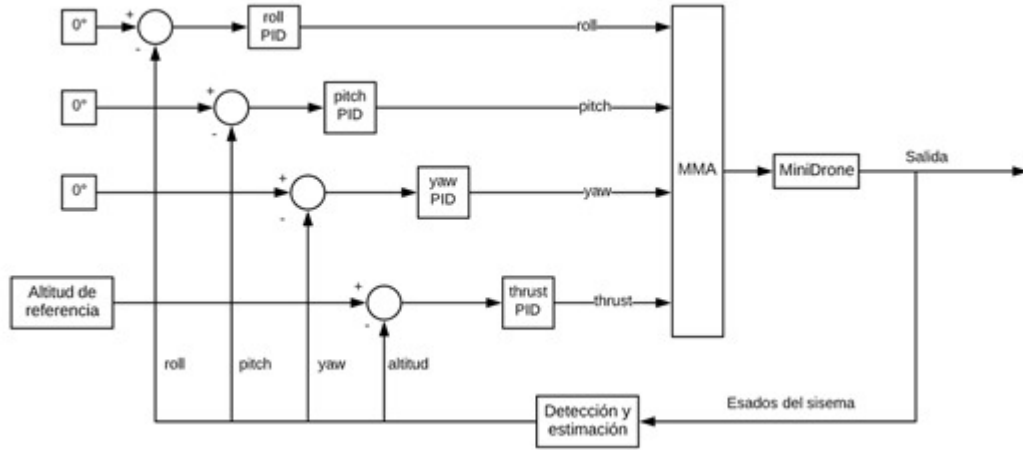 0°
+
-
roll
PID
roll
0°
+
-
pitch
PID
pitch
0°
+
-
yaw
PID
yaw
Altitud de
referencia
+
-
thrust
PID
thrust
MMA
MiniDrone
Salida
roll
pitch
yaw
altitud
Detección y
estimación
Esados del sisema